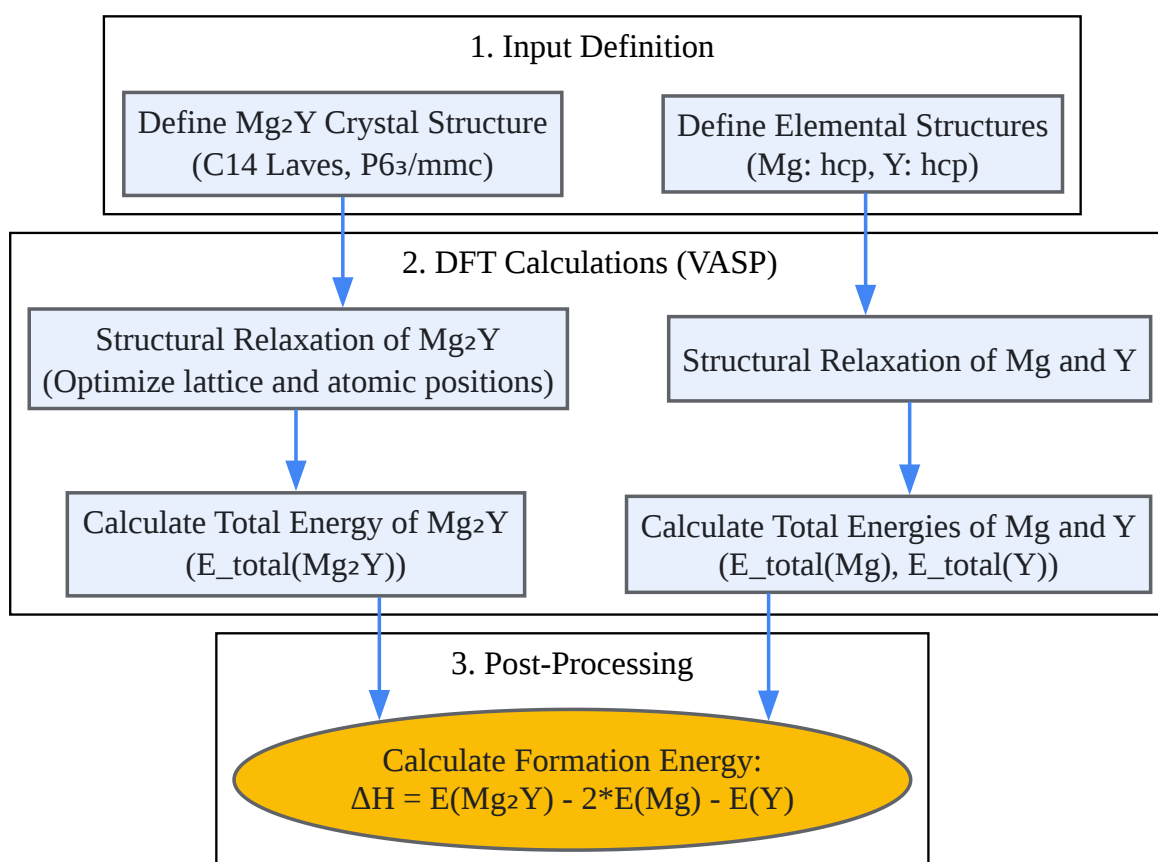 1. Input Definition
Define Mg₂Y Crystal Structure
(C14 Laves, P6₃/mmc)
Define Elemental Structures
(Mg: hcp, Y: hcp)
2. DFT Calculations (VASP)
Structural Relaxation of Mg₂Y
(Optimize lattice and atomic positions)
Structural Relaxation of Mg and Y
Calculate Total Energy of Mg₂Y
(E_total(Mg₂Y))
Calculate Total Energies of Mg and Y
(E_total(Mg), E_total(Y))
3. Post-Processing
Calculate Formation Energy:
ΔH = E(Mg₂Y) - 2*E(Mg) - E(Y)